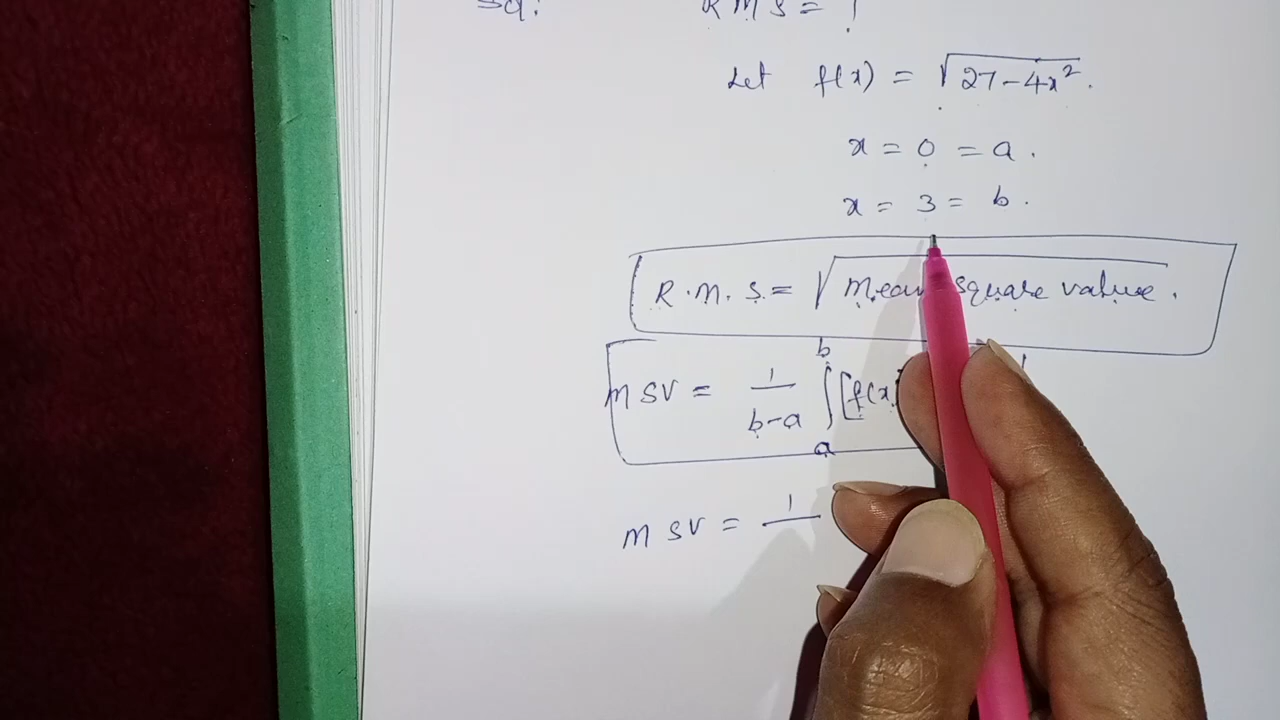 R M S = ?
Let f(x) = √27-4x².
x = 0 = a.
x = 3 = b.
R.M.S = √Mean square value.
MSV = 1/b-a ∫ₐᵇ [f(x)
MSV = 1/